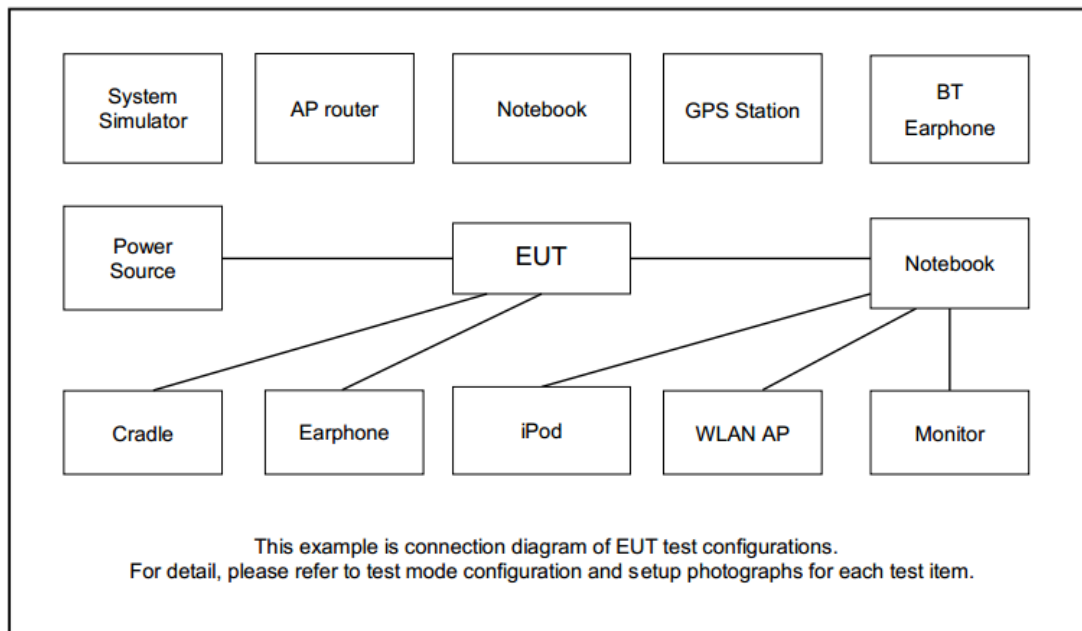 System
Simulator
AP router
Notebook
GPS Station
BT
Earphone
Power
Source
EUT
Notebook
Cradle
Earphone
iPod
WLAN AP
Monitor
This example is connection diagram of EUT test configurations.
For detail, please refer to test mode configuration and setup photographs for each test item.